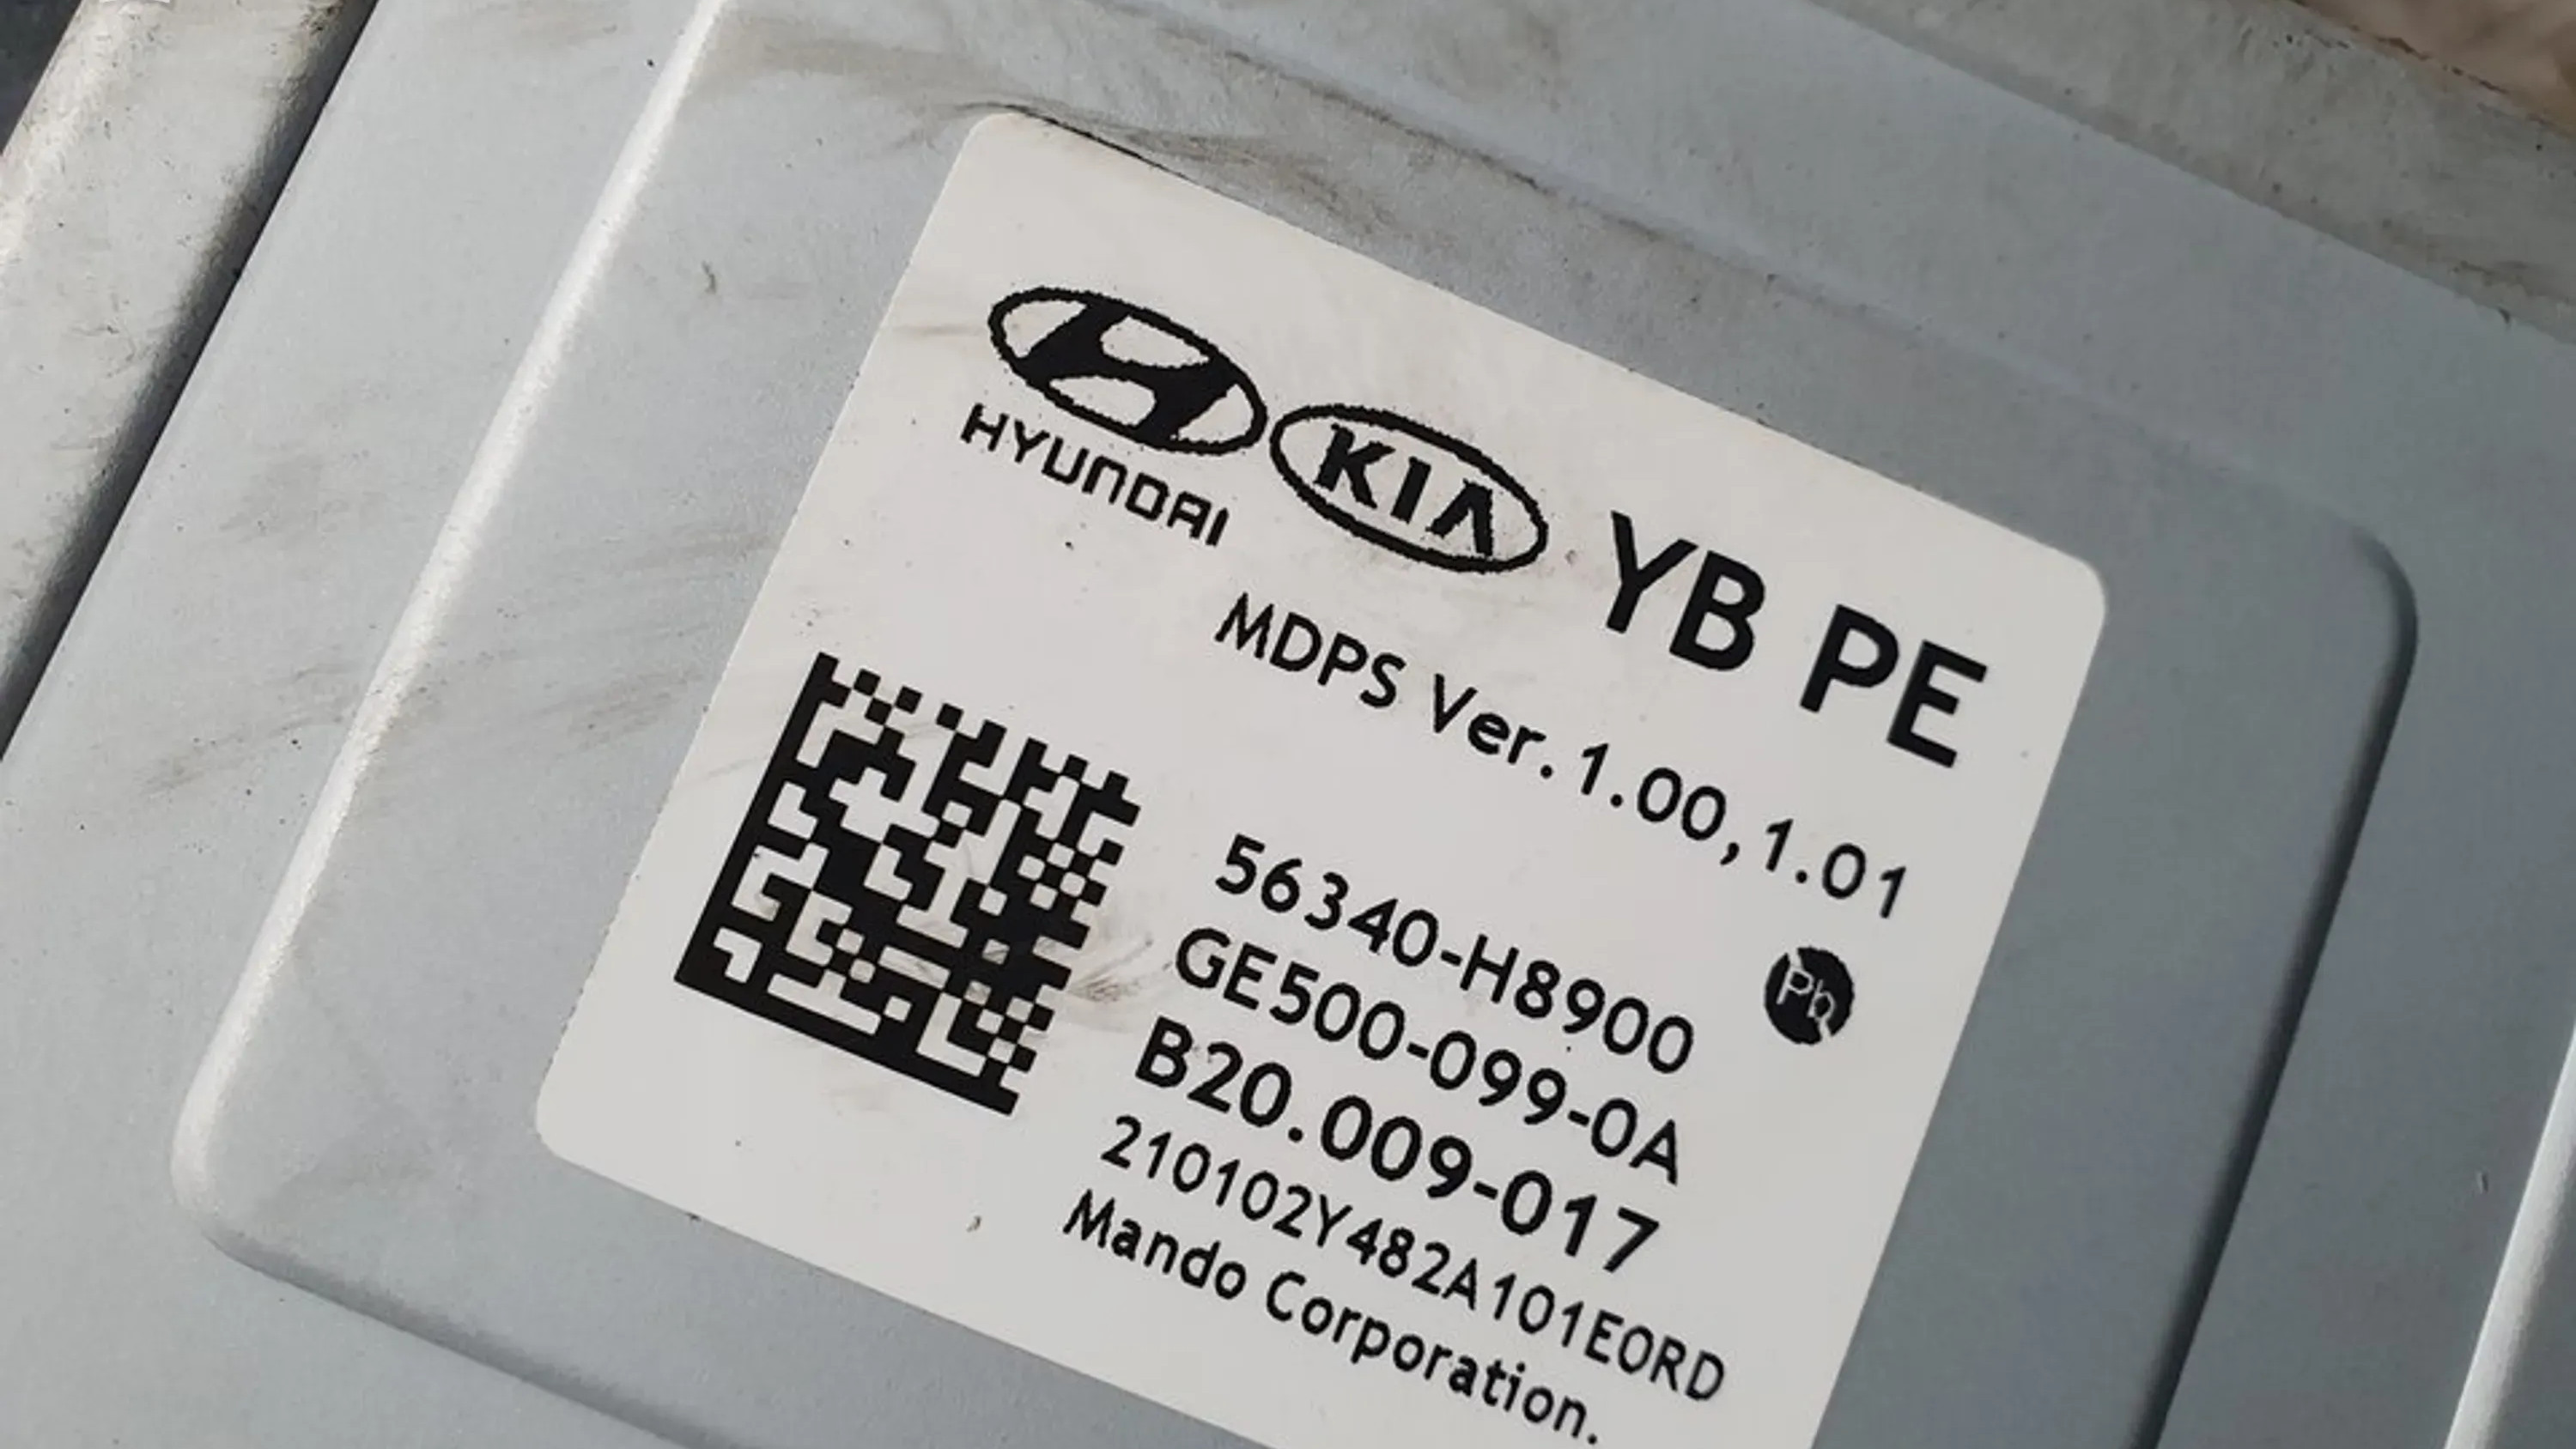 HYUNDAI KIA YB PE
MDPS Ver.1.00,1.01
56340-H8900
Pb
GE500-099-0A
B20.009-017
210102Y482A101E0RD
Mando Corporation.